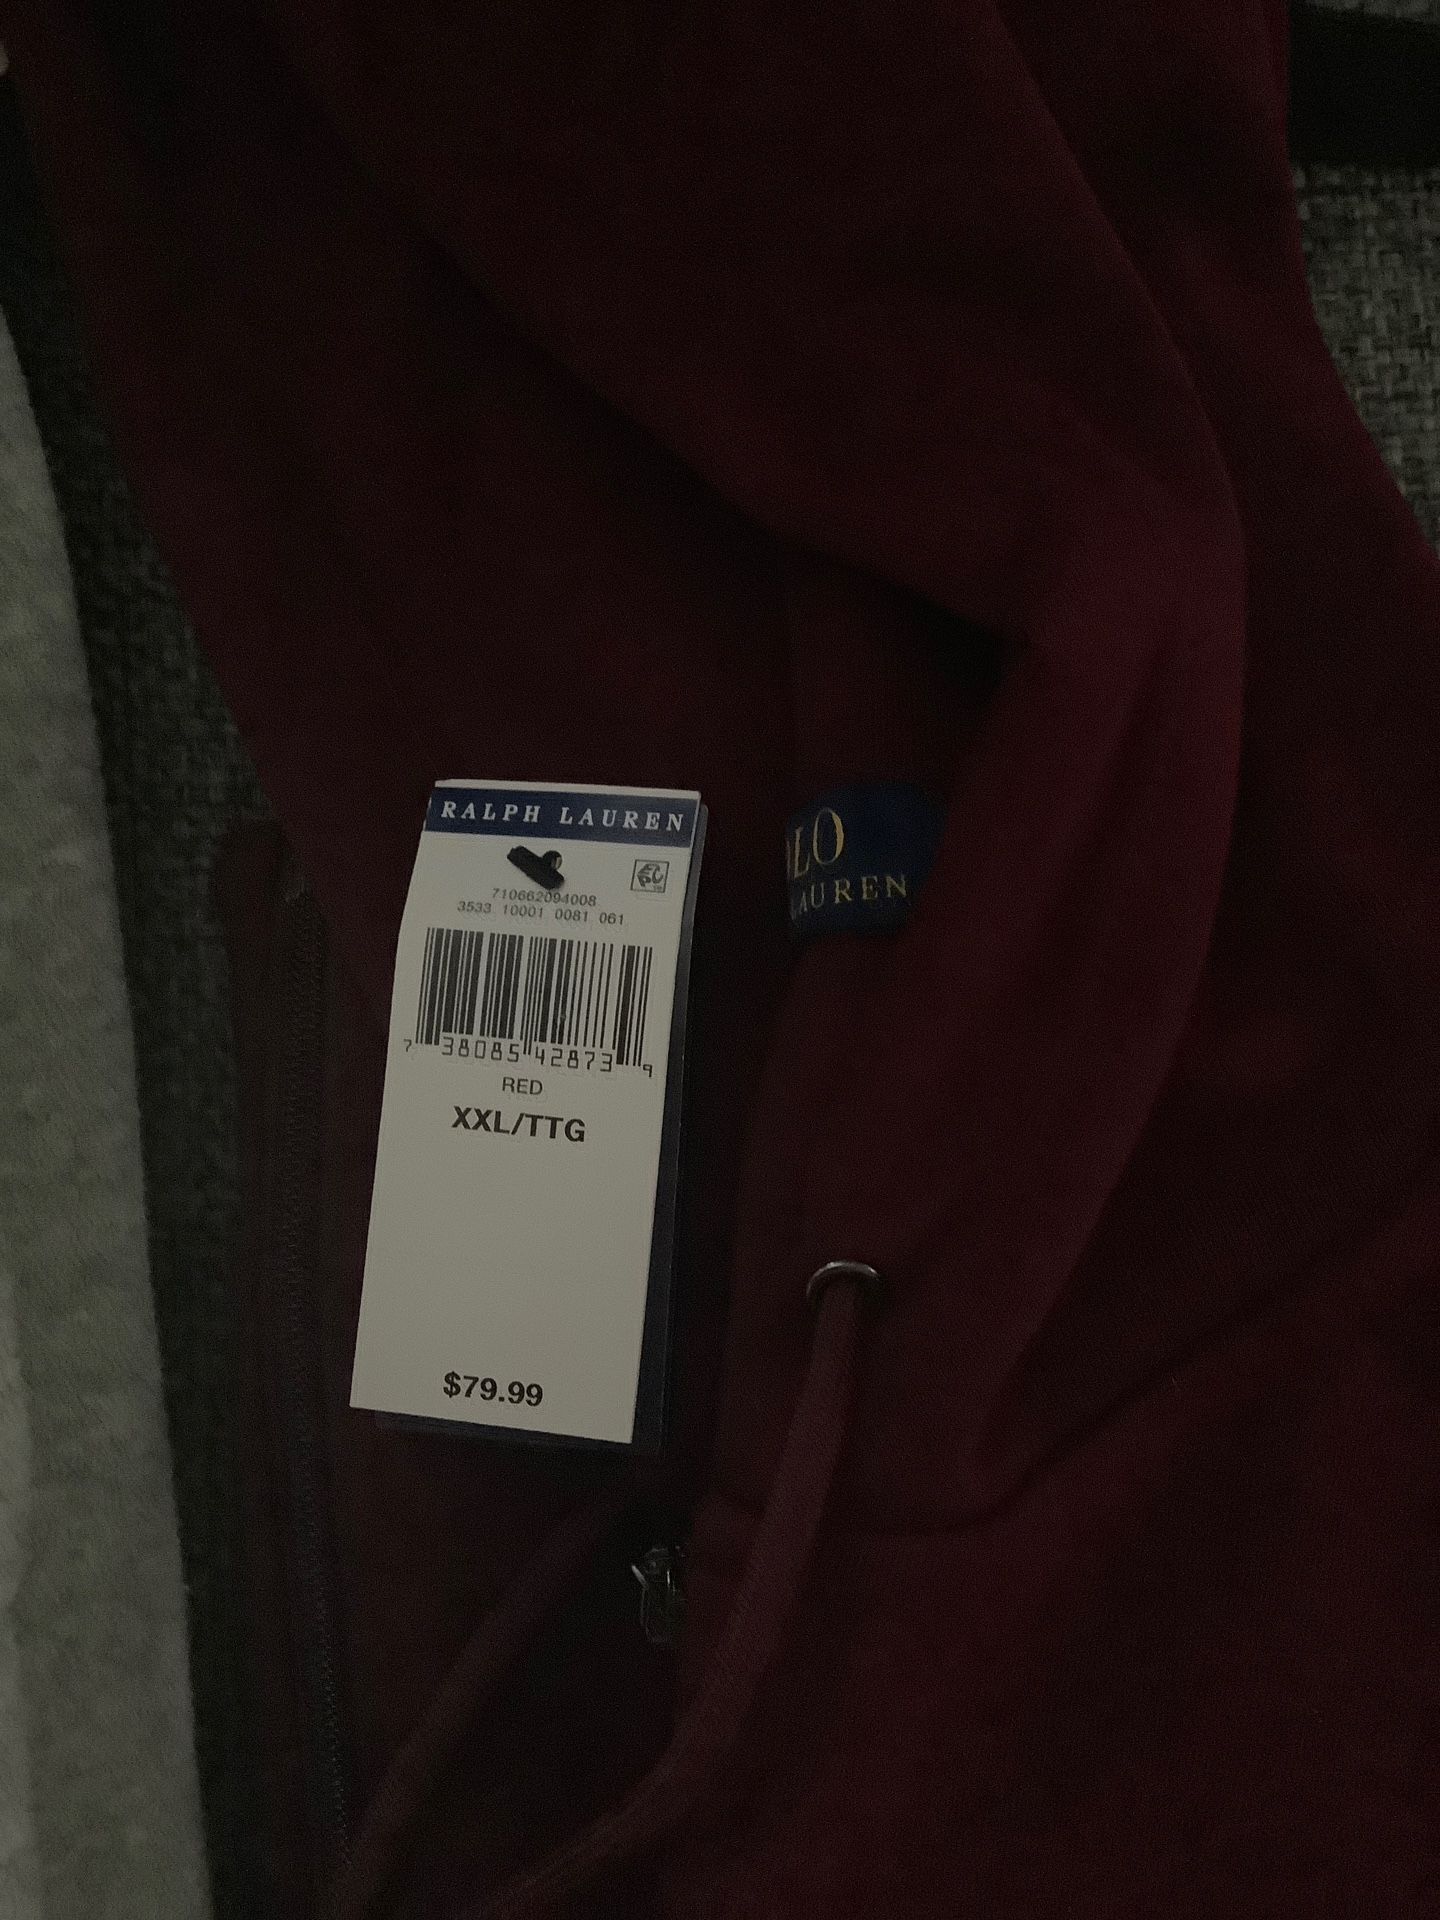 RALPH LAUREN
710662094008
3533 10001 0081 061
7 38085 42873 9
RED
XXL/TTG
$79.99
LO
LAUREN